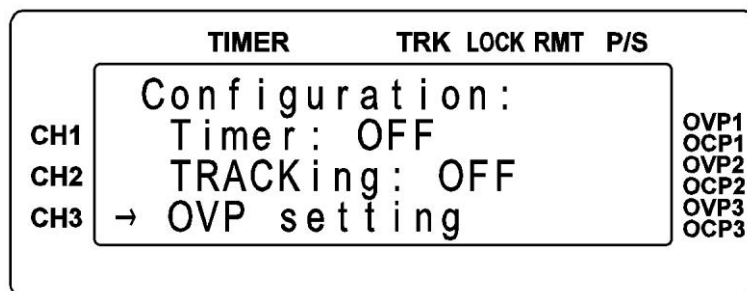 TIMER TRK LOCK RMT P/S
Configuration:
CH1 Timer: OFF OVP1
OCP1
CH2 TRACKing: OFF OVP2
OCP2
CH3 → OVP setting OVP3
OCP3